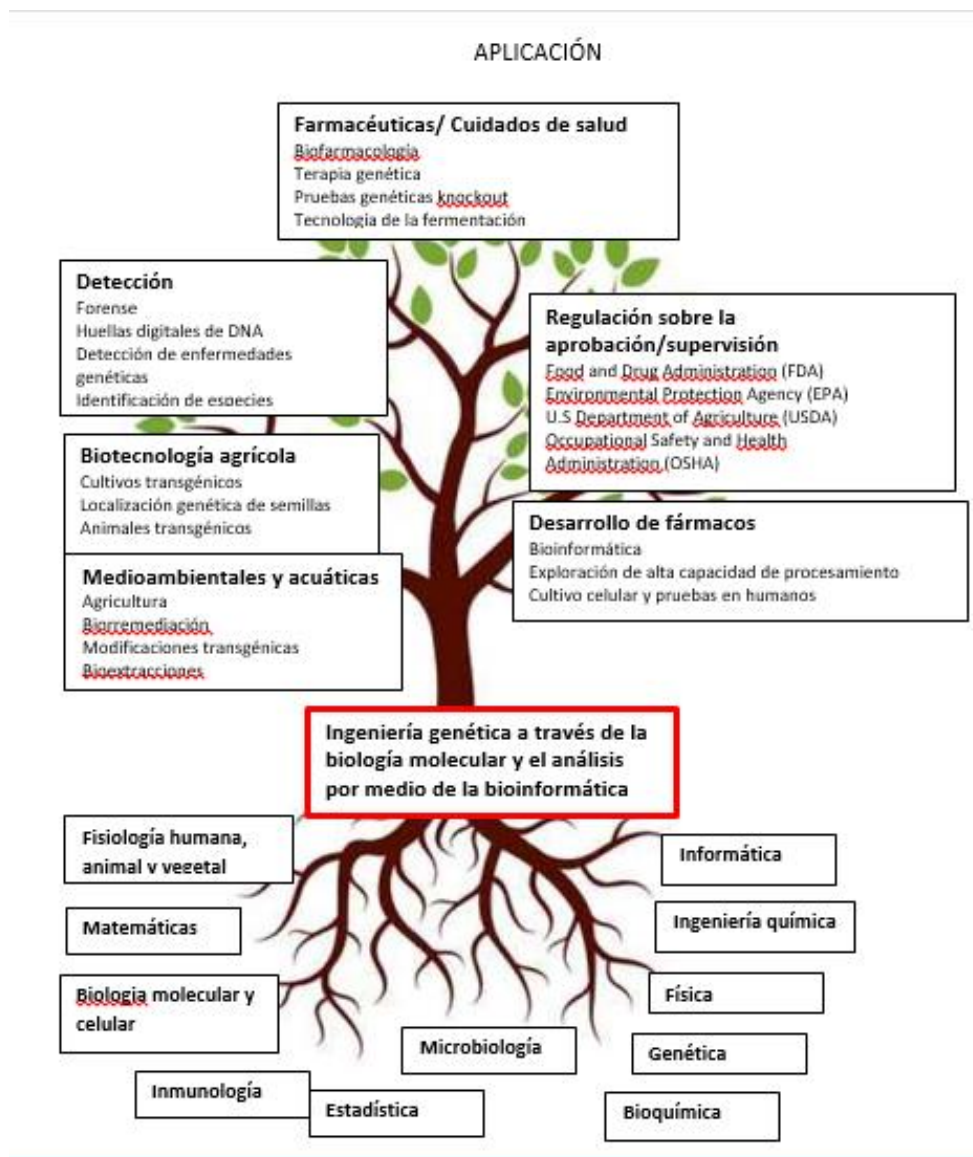 APLICACIÓN
Farmacéuticas/ Cuidados de salud
Biofarmacologia
Terapia genética
Pruebas genéticas knockout
Tecnología de la fermentación
Detección
Forense
Huellas digitales de DNA
Detección de enfermedades
genéticas
Identificación de especies
Regulación sobre la
aprobación/supervisión
Food and Drug Administration (FDA)
Environmental Protection Agency (EPA)
U.S Department of Agriculture (USDA)
Occupational Safety and Health
Administration (OSHA)
Biotecnología agrícola
Cultivos transgénicos
Localización genética de semillas
Animales transgénicos
Desarrollo de fármacos
Bioinformática
Exploración de alta capacidad de procesamiento
Cultivo celular y pruebas en humanos
Medioambientales y acuáticas
Agricultura
Biorremediación
Modificaciones transgénicas
Bioextracciones
Ingeniería genética a través de la
biología molecular y el análisis
por medio de la bioinformática
Fisiología humana,
animal y vegetal
Informática
Matemáticas
Ingeniería química
Biologia molecular y
celular
Física
Microbiología
Genética
Inmunología
Estadística
Bioquímica